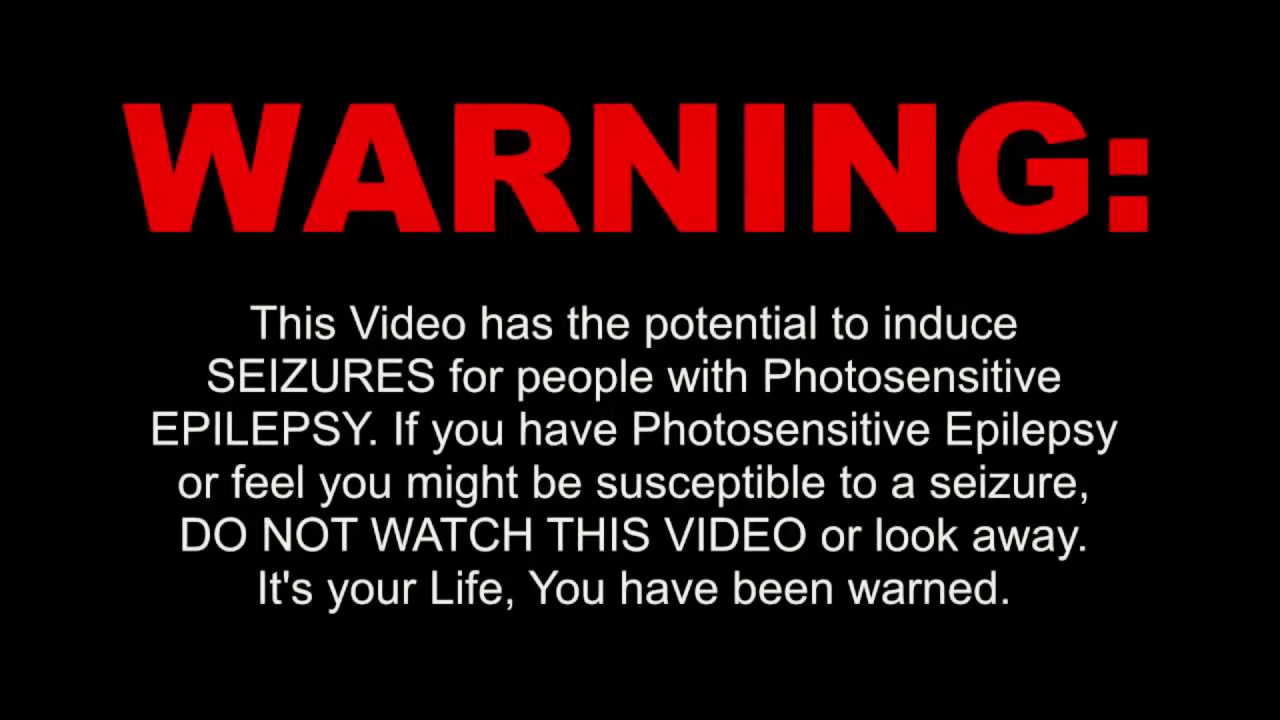 WARNING:
This Video has the potential to induce
SEIZURES for people with Photosensitive
EPILEPSY. If you have Photosensitive Epilepsy
or feel you might be susceptible to a seizure,
DO NOT WATCH THIS VIDEO or look away.
It's your Life, You have been warned.